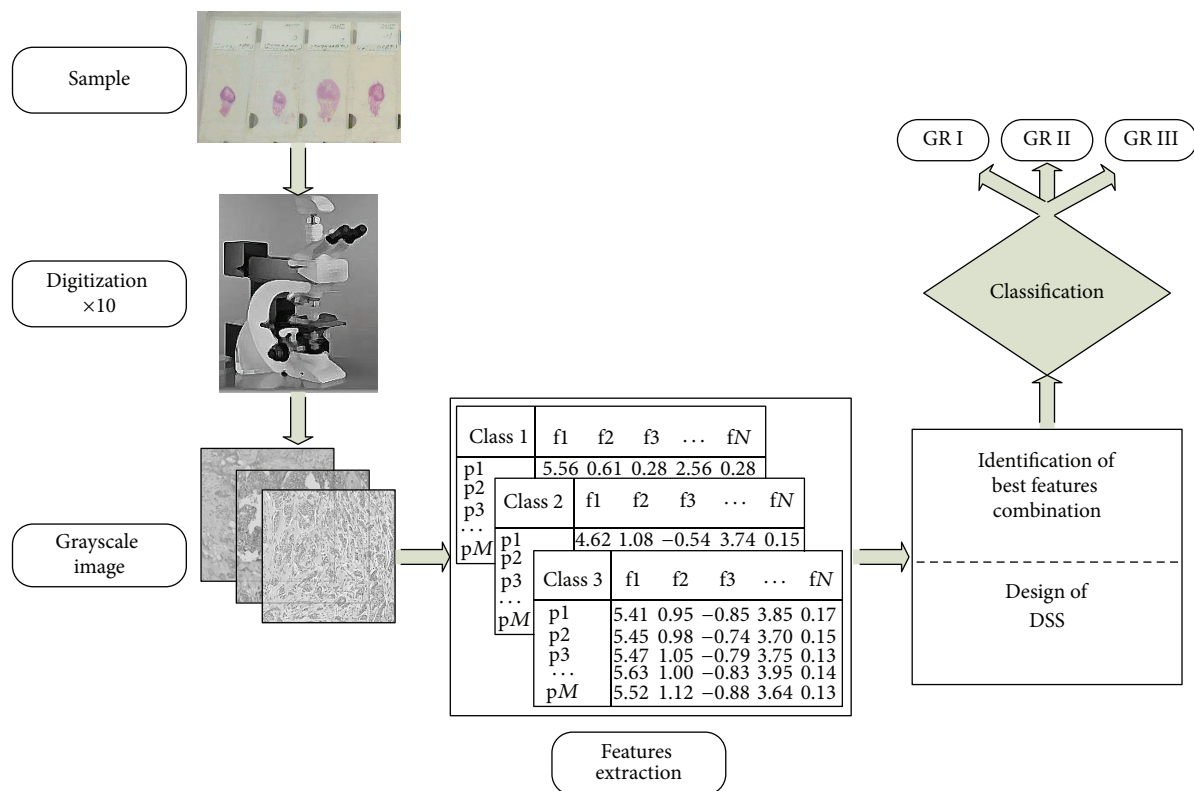 Sample
Digitization
×10
Grayscale
image
Class 1 f1 f2 f3 … fN
p1 5.56 0.61 0.28 2.56 0.28
p2
p3
…
pM
Class 2 f1 f2 f3 … fN
p1 4.62 1.08 −0.54 3.74 0.15
p2
p3
…
pM
Class 3 f1 f2 f3 … fN
p1 5.41 0.95 −0.85 3.85 0.17
p2 5.45 0.98 −0.74 3.70 0.15
p3 5.47 1.05 −0.79 3.75 0.13
… 5.63 1.00 −0.83 3.95 0.14
pM 5.52 1.12 −0.88 3.64 0.13
Features
extraction
Identification of
best features
combination
Design of
DSS
Classification
GR I
GR II
GR III